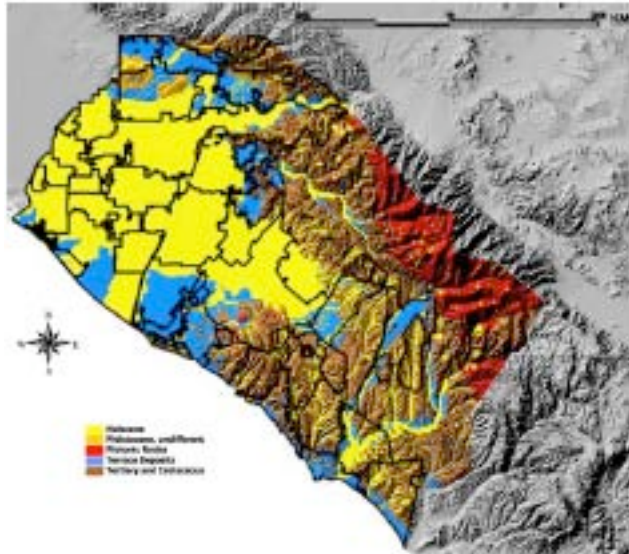 Holocene
Pleistocene, undifferent
Plutonic Rocks
Terrace Deposits
Tertiary and Cretaceous